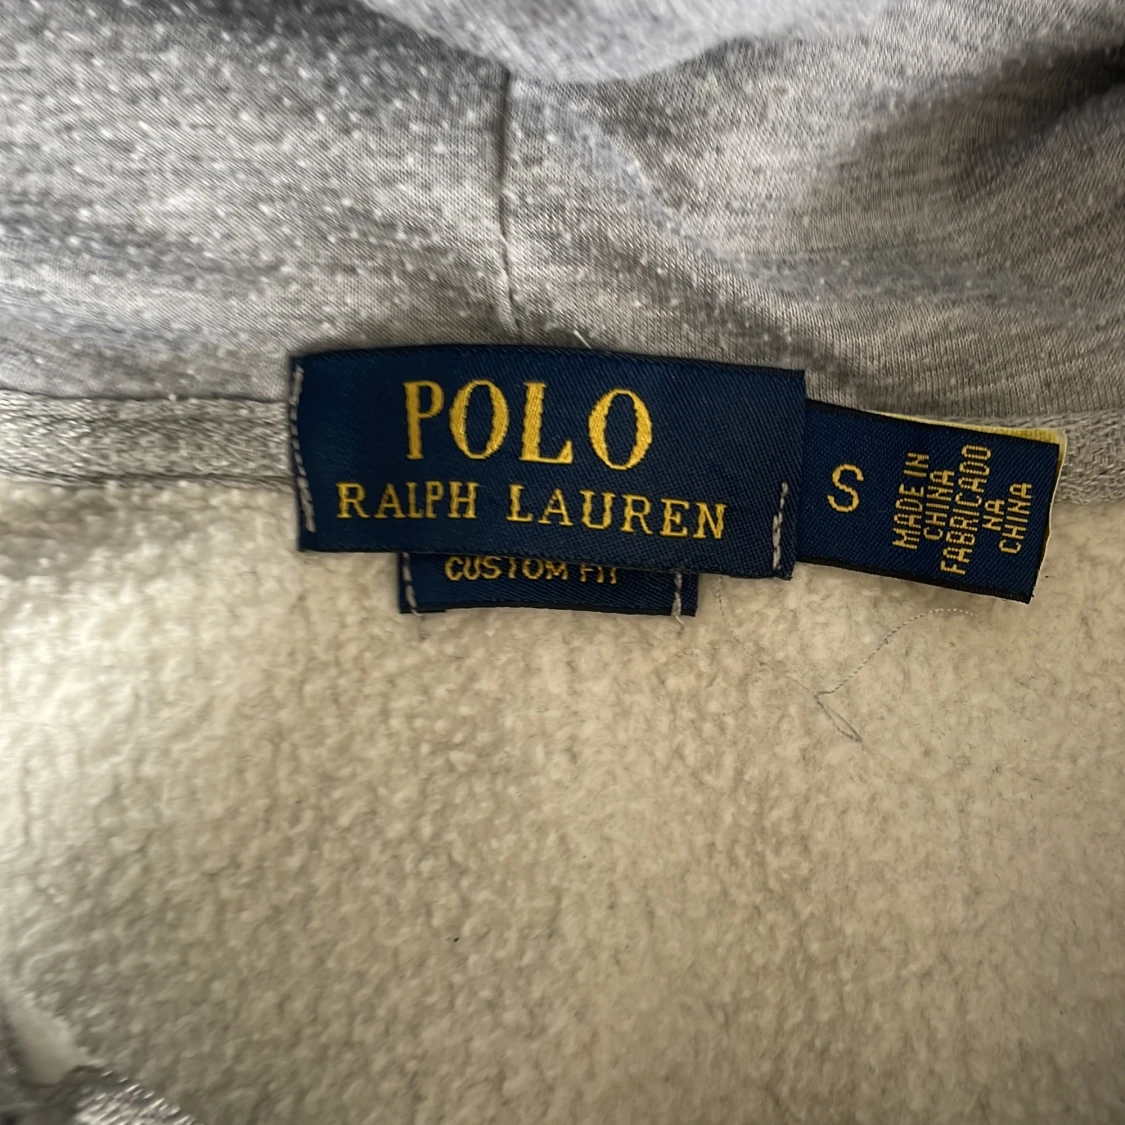 POLO
RALPH LAUREN
CUSTOM FIT
S
MADE IN
CHINA
FABRICADO
NA
CHINA